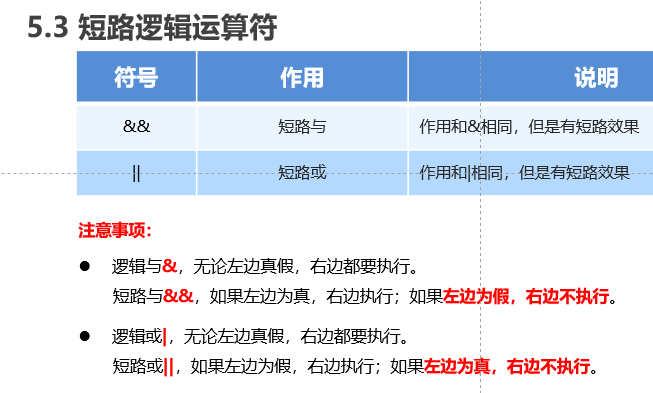 5.3 短路逻辑运算符
符号 作用 说明
&& 短路与 作用和&相同，但是有短路效果
|| 短路或 作用和|相同，但是有短路效果
注意事项：
● 逻辑与&，无论左边真假，右边都要执行。
短路与&&，如果左边为真，右边执行；如果左边为假，右边不执行。
● 逻辑或|，无论左边真假，右边都要执行。
短路或||，如果左边为假，右边执行；如果左边为真，右边不执行。